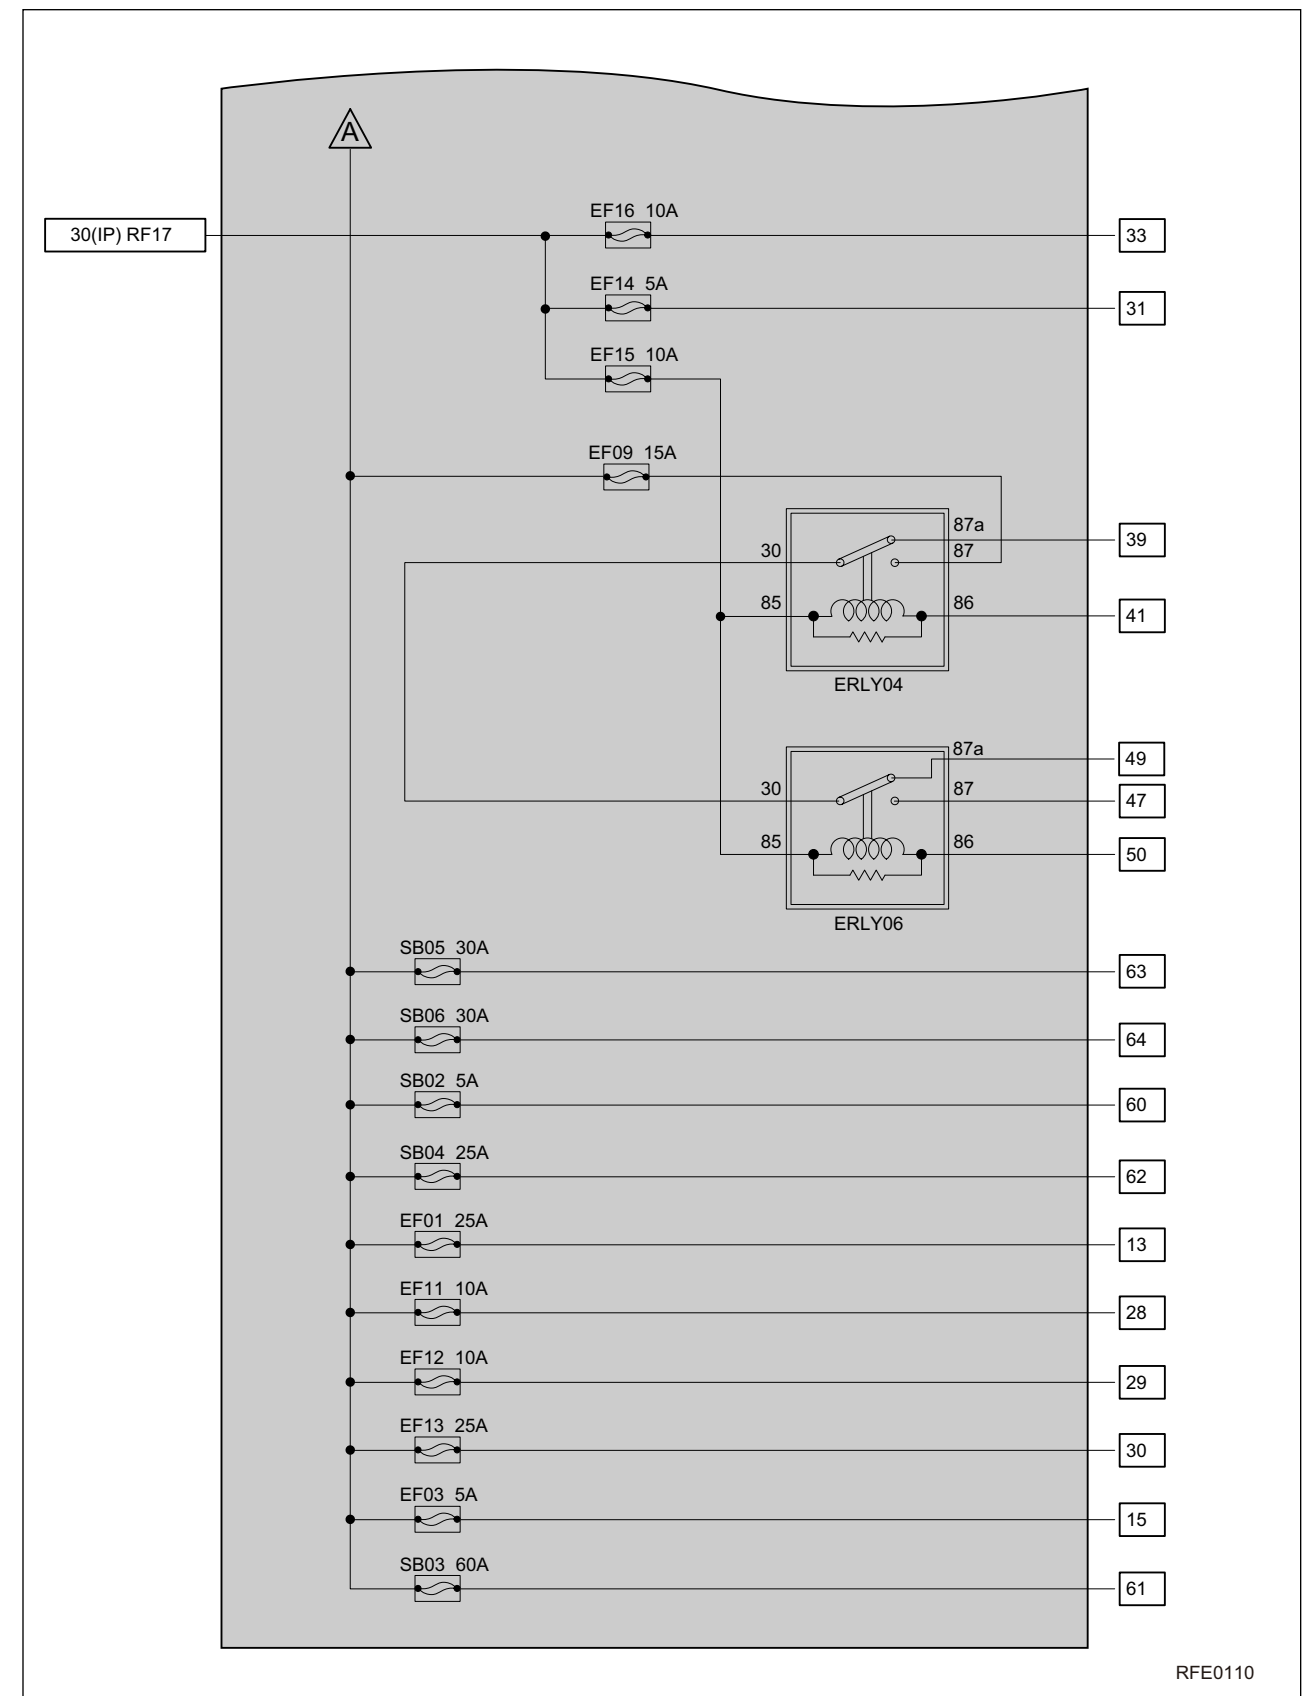 A
EF16 10A
30(IP) RF17
33
EF14 5A
31
EF15 10A
EF09 15A
87a
39
30
87
85
86
41
ERLY04
87a
49
30
87
47
85
86
50
ERLY06
SB05 30A
63
SB06 30A
64
SB02 5A
60
SB04 25A
62
EF01 25A
13
EF11 10A
28
EF12 10A
29
EF13 25A
30
EF03 5A
15
SB03 60A
61
RFE0110